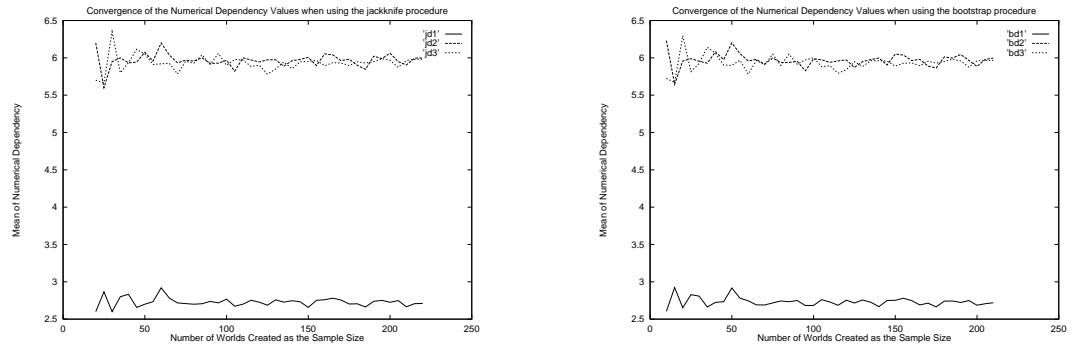 Convergence of the Numerical Dependency Values when using the jackknife procedure
6.5
6
5.5
5
4.5
4
3.5
3
2.5
0
50
100
150
200
250
'jd1'
'jd2'
'jd3'
Mean of Numerical Dependency
Number of Worlds Created as the Sample Size
Convergence of the Numerical Dependency Values when using the bootstrap procedure
6.5
6
5.5
5
4.5
4
3.5
3
2.5
0
50
100
150
200
250
'bd1'
'bd2'
'bd3'
Mean of Numerical Dependency
Number of Worlds Created as the Sample Size